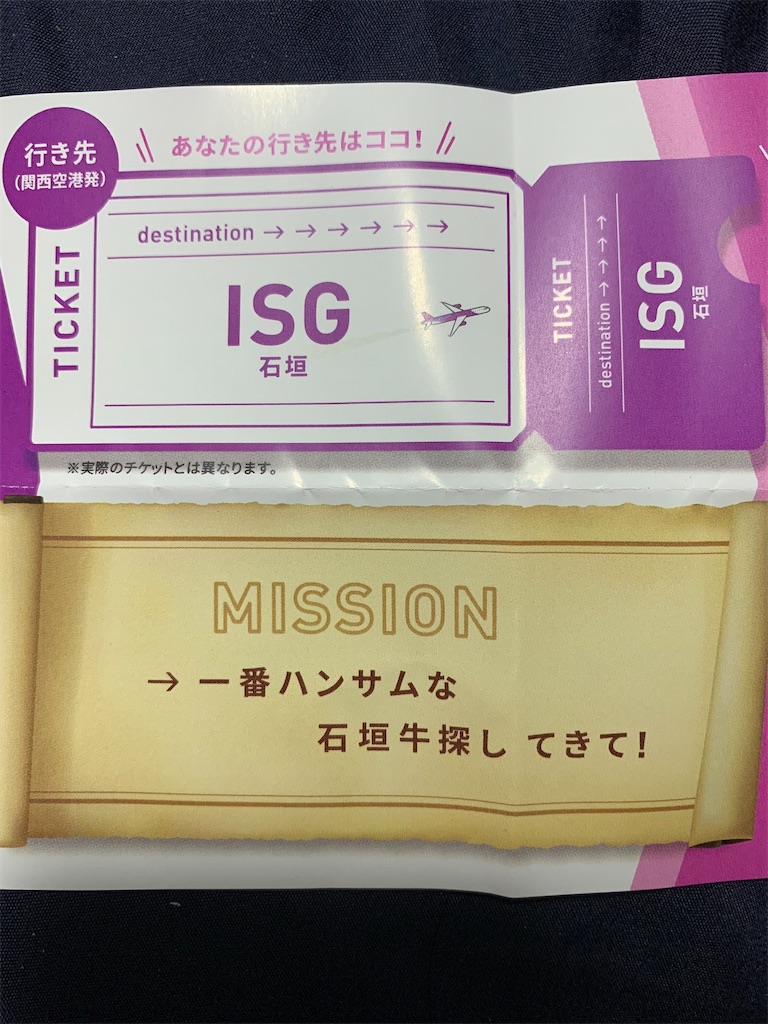 行き先
(関西空港発)
あなたの行き先はココ!
TICKET
destination → → → → → →
ISG
石垣
TICKET
destination → → → →
ISG
石垣
※実際のチケットとは異なります。
MISSION
→ 一番ハンサムな
石垣牛探し てきて!